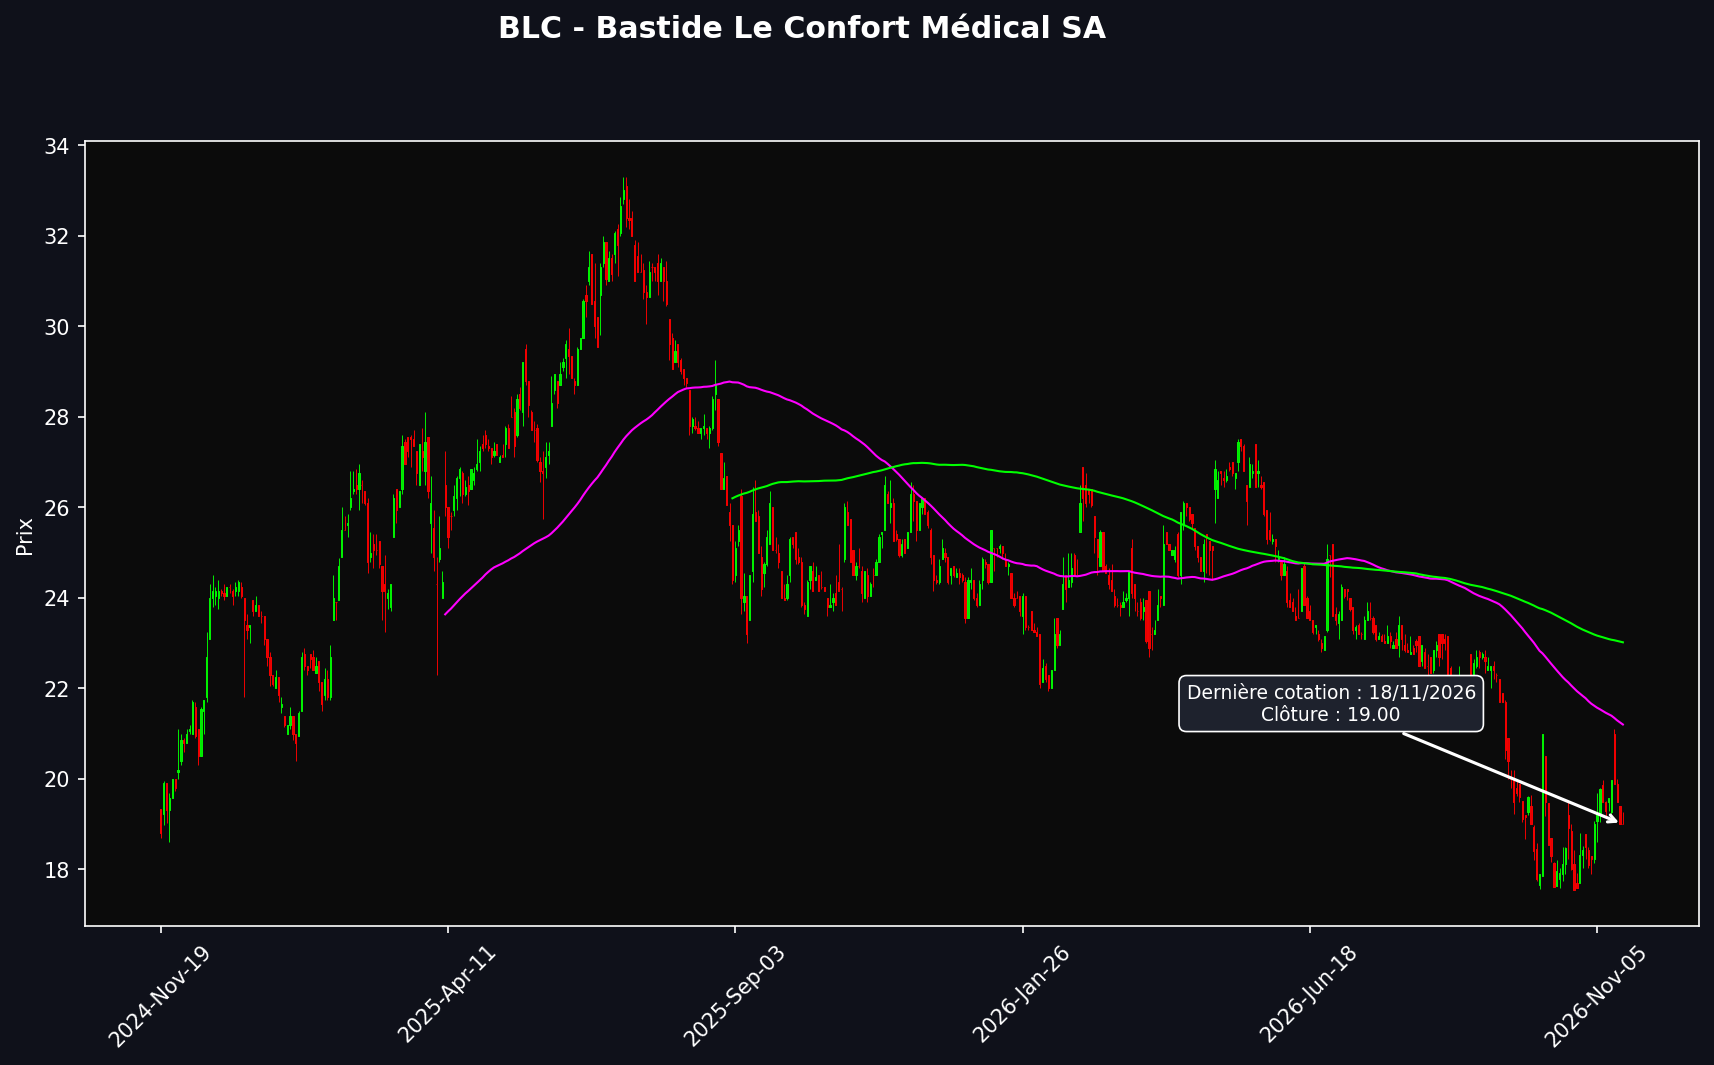 BLC - Bastide Le Confort Médical SA
Prix
34
32
30
28
26
24
22
20
18
Dernière cotation : 18/11/2026
Clôture : 19.00
2024-Nov-19
2025-Apr-11
2025-Sep-03
2026-Jan-26
2026-Jun-18
2026-Nov-05